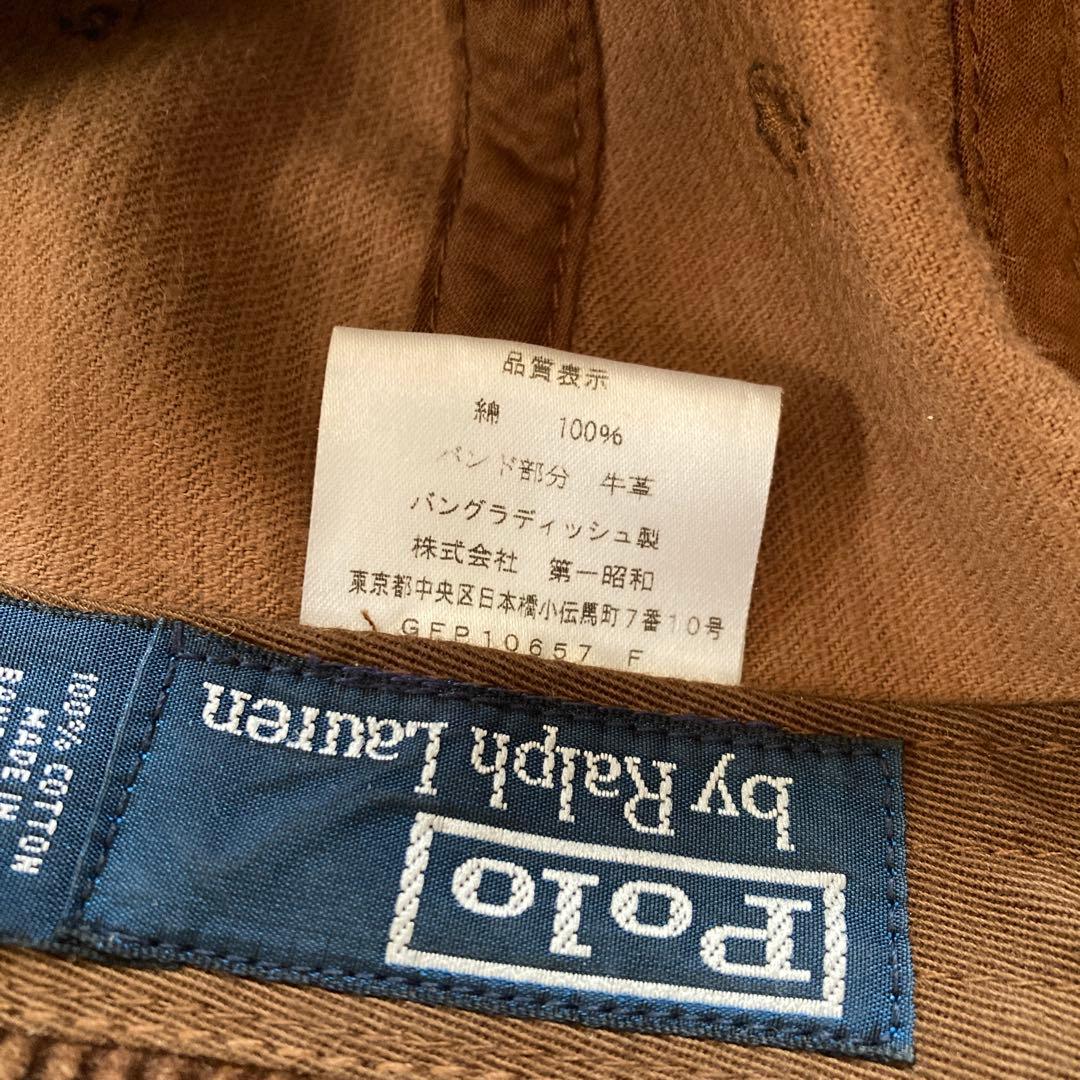 品質表示
綿 100%
バンド部分 牛革
バングラディッシュ製
株式会社 第一昭和
東京都中央区日本橋小伝馬町7番10号
GFP10657 F
Polo
by Ralph Lauren
100% COTTON
MADE IN